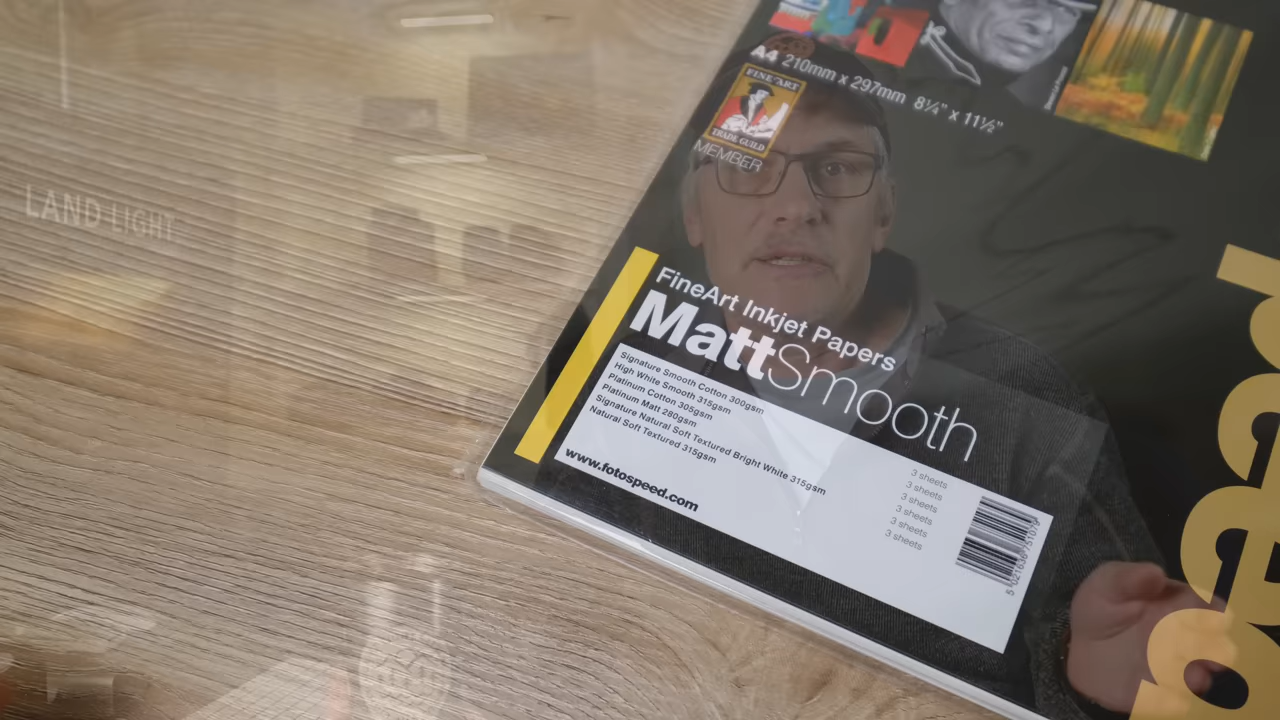 A4 210mm x 297mm 8¼" x 11½"
FINE ART
TRADE GUILD
MEMBER
LAND LIGHT
FineArt Inkjet Papers
MattSmooth
Signature Smooth Cotton 300gsm 3 sheets
High White Smooth 315gsm 3 sheets
Platinum Cotton 305gsm 3 sheets
Platinum Matt 280gsm 3 sheets
Signature Natural Soft Textured Bright White 315gsm 3 sheets
Natural Soft Textured 315gsm 3 sheets
www.fotospeed.com